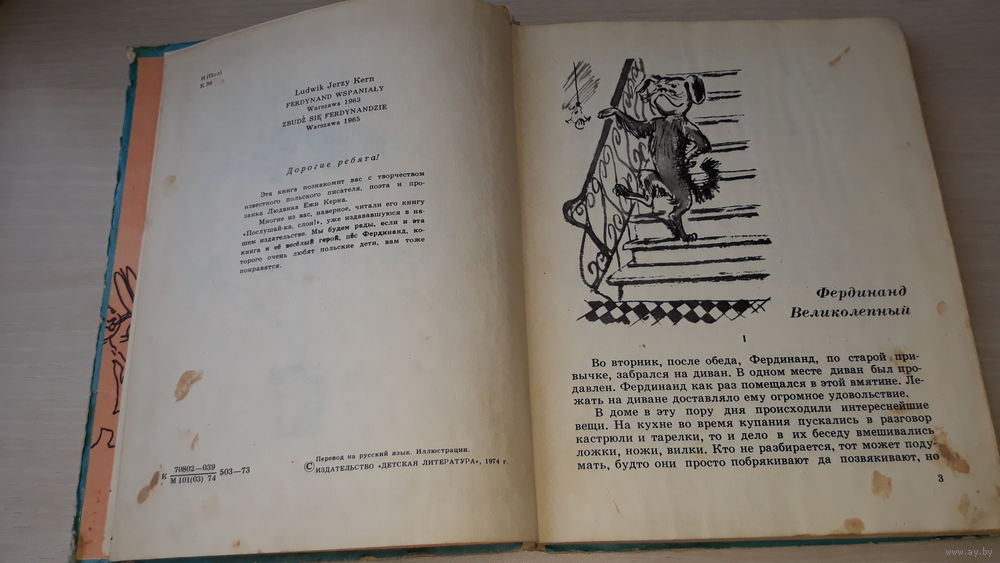 И (Пол)
К 36
Ludwik Jerzy Kern
FERDYNAND WSPANIAŁY
Warszawa 1963
ZBUDŹ SIĘ FERDYNANDZIE
Warszawa 1965
Дорогие ребята!
Эта книга познакомит вас с творчеством
известного польского писателя, поэта и про-
заика Людвика Ежи Керна.
Многие из вас, наверное, читали его книгу
«Послушай-ка, слон!», уже издававшуюся в на-
шем издательстве. Мы будем рады, если и эта
книга и её весёлый герой, пёс Фердинанд, ко-
торого очень любят польские дети, вам тоже
понравятся.
К 70802—039 503—73
М 101(03) 74
© Перевод на русский язык. Иллюстрации.
ИЗДАТЕЛЬСТВО «ДЕТСКАЯ ЛИТЕРАТУРА», 1974 г.
Фердинанд
Великолепный
I
Во вторник, после обеда, Фердинанд, по старой при-
вычке, забрался на диван. В одном месте диван был про-
давлен. Фердинанд как раз помещался в этой вмятине. Ле-
жать на диване доставляло ему огромное удовольствие.
В доме в эту пору дня происходили интереснейшие
вещи. На кухне во время купания пускались в разговор
кастрюли и тарелки, то и дело в их беседу вмешивались
ложки, ножи, вилки. Кто не разбирается, тот может поду-
мать, будто они просто побрякивают да позвякивают, но
3
www.ay.by